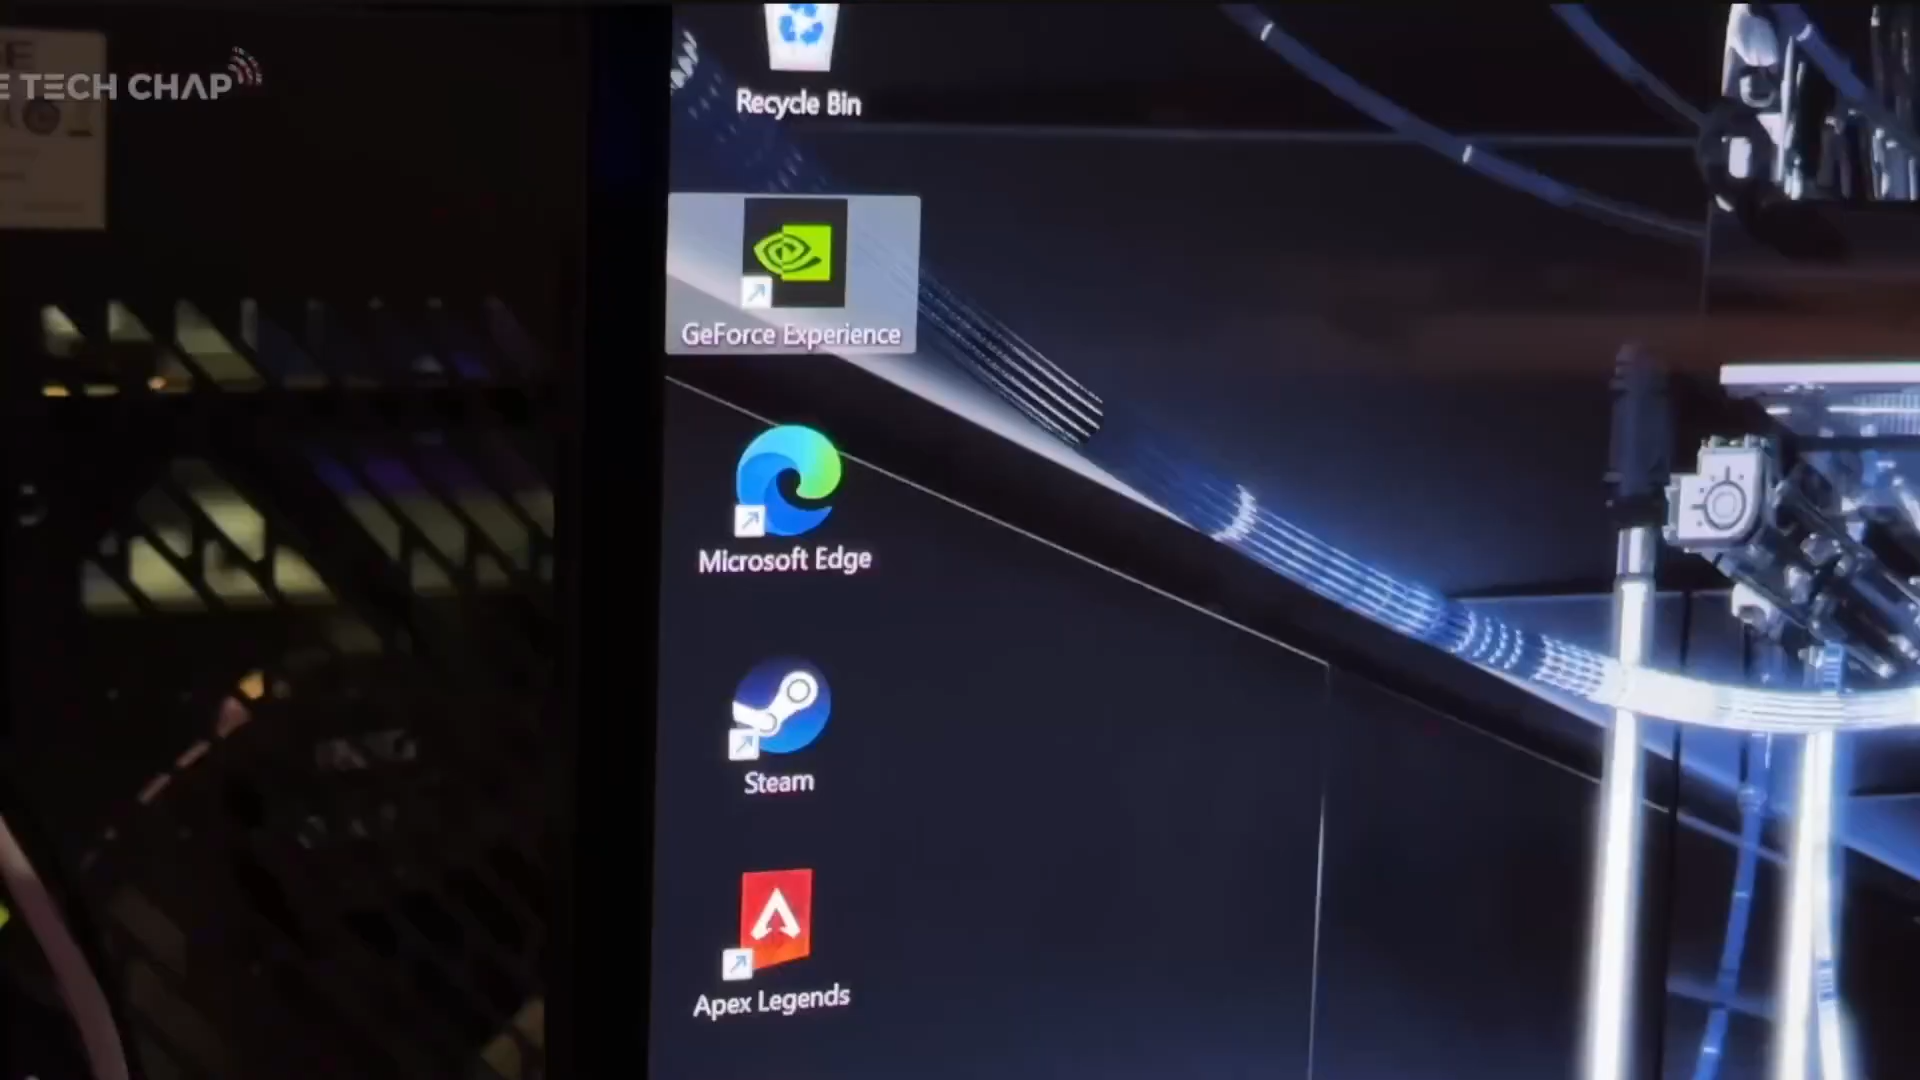 E TECH CHAP
Recycle Bin
GeForce Experience
Microsoft Edge
Steam
Apex Legends